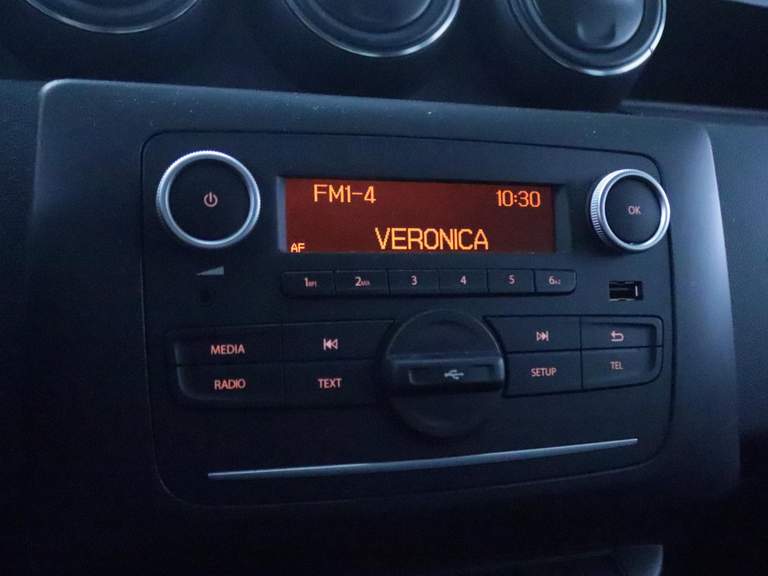 FM1-4 10:30
AF VERONICA
OK
1 2 3 4 5 6
MEDIA
RADIO TEXT SETUP TEL